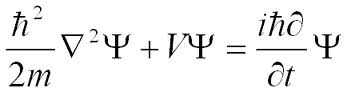 ħ²/2m ∇²Ψ + VΨ = iħ∂/∂t Ψ